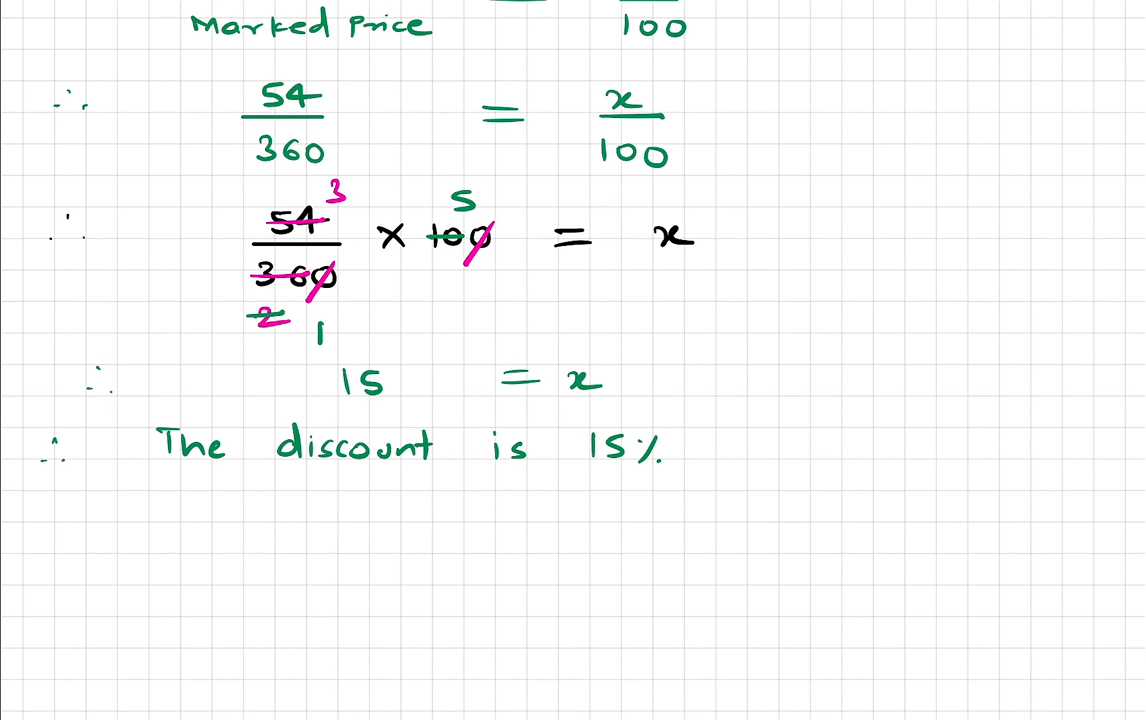 Marked Price 100
∴ 54/360 = x/100
∴ 54 3/360 2 1 × 100 5 = x
∴ 15 = x
∴ The discount is 15%.